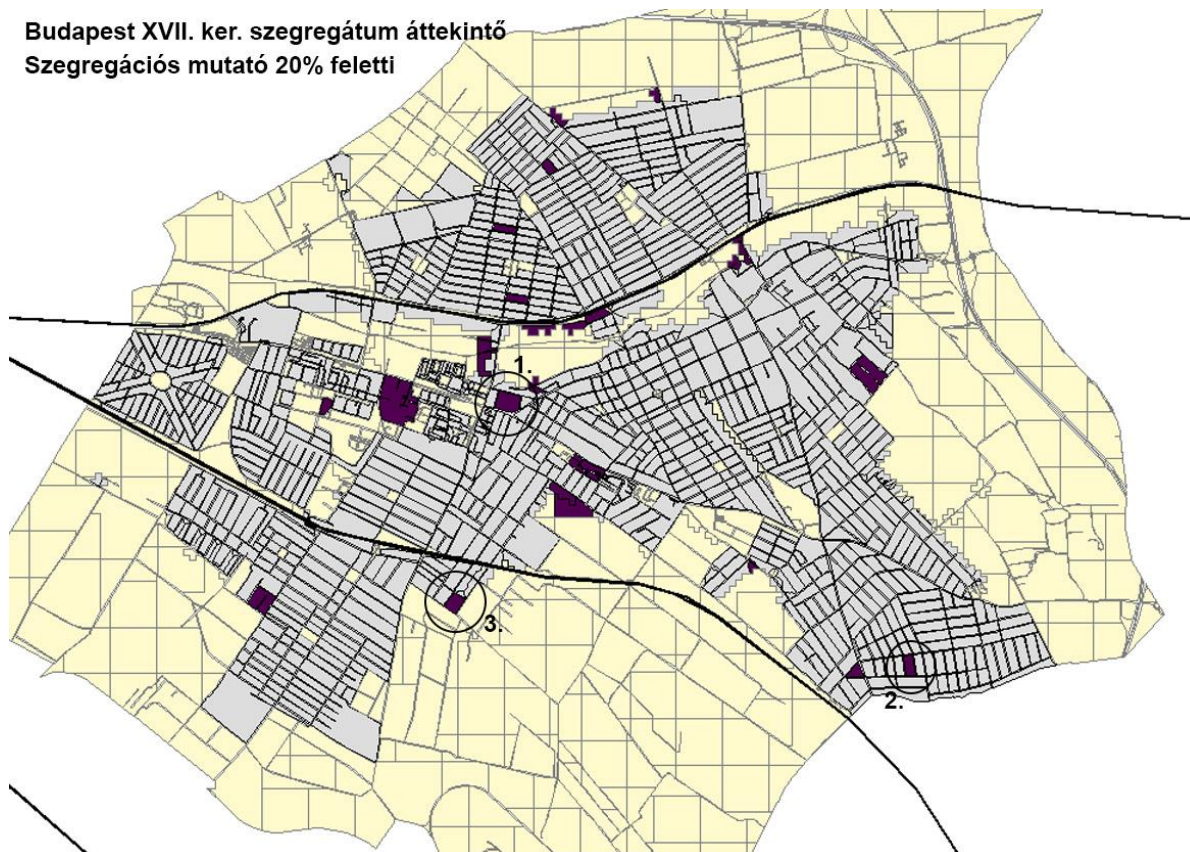 Budapest XVII. ker. szegregátum áttekintő
Szegregációs mutató 20% feletti
1.
3.
2.